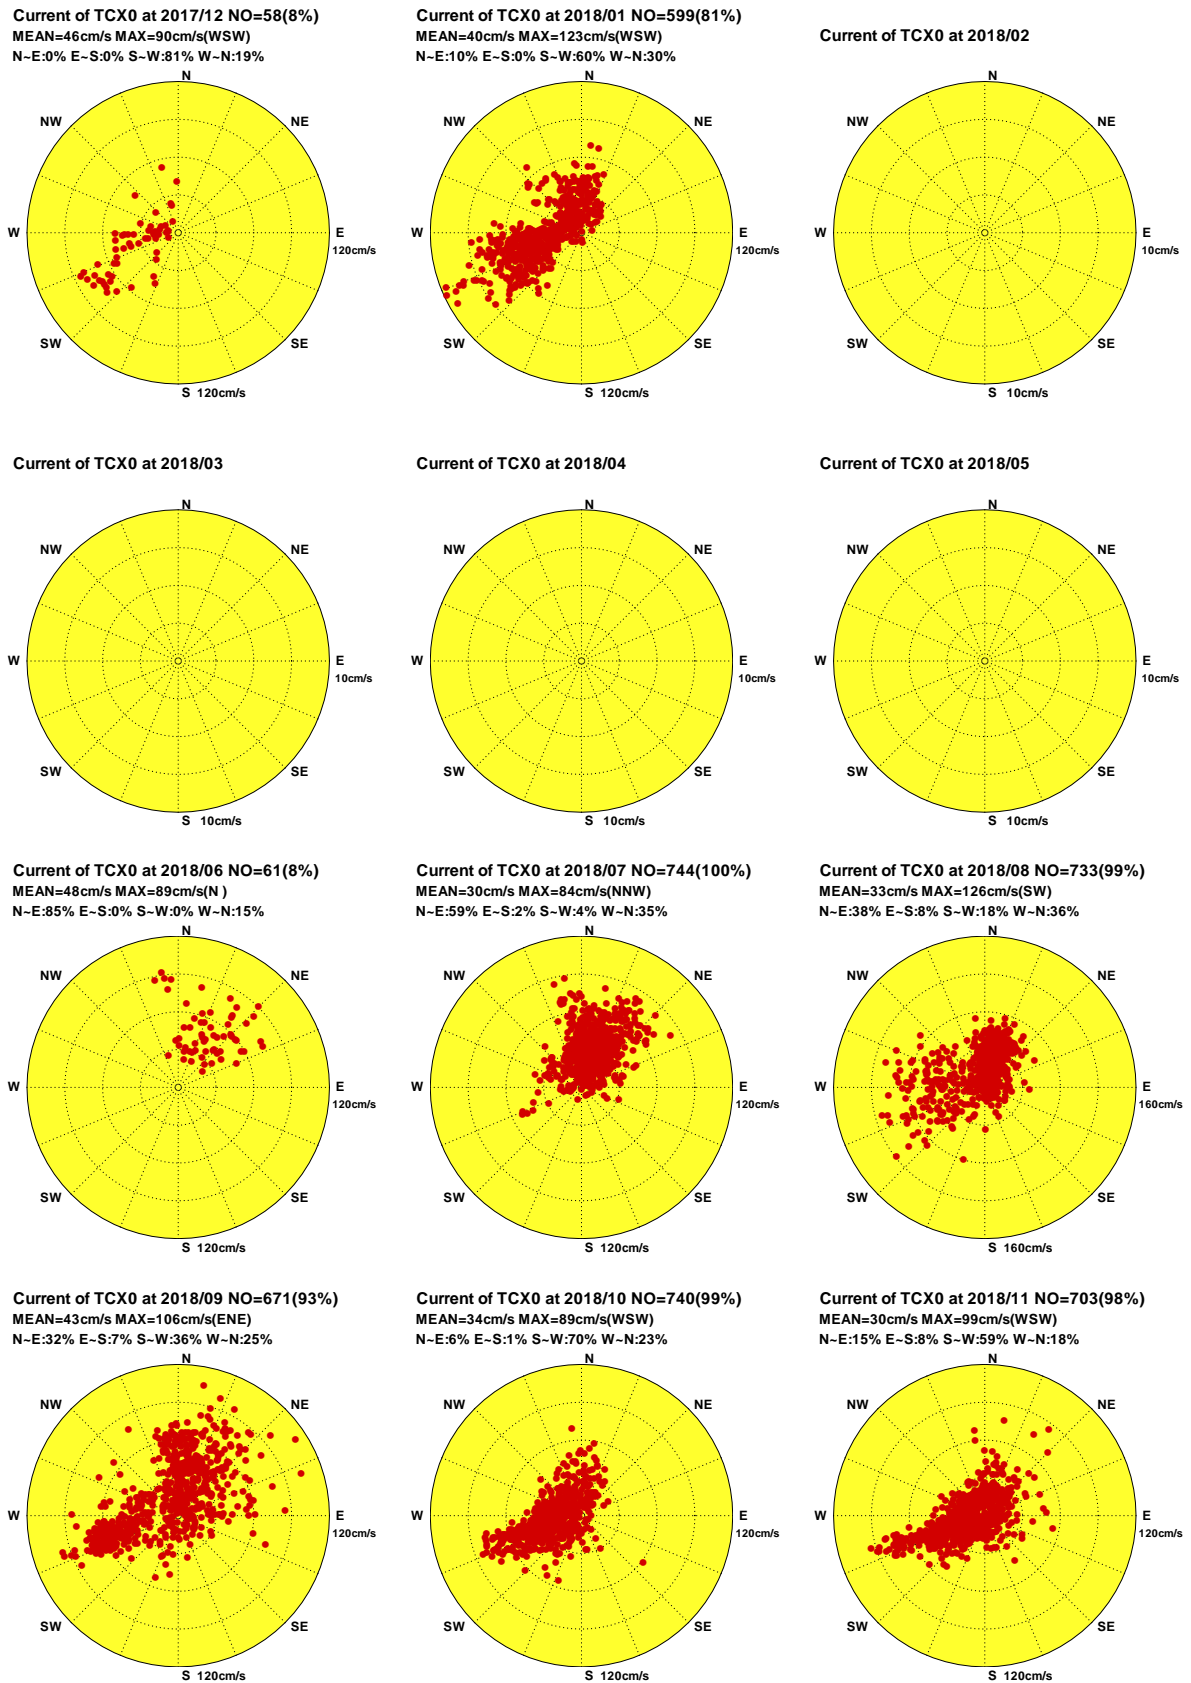 Current of TCX0 at 2017/12 NO=58(8%)
MEAN=46cm/s MAX=90cm/s(WSW)
N~E:0% E~S:0% S~W:81% W~N:19%
N
NW
NE
W
E
120cm/s
SW
SE
S 120cm/s
Current of TCX0 at 2018/01 NO=599(81%)
MEAN=40cm/s MAX=123cm/s(WSW)
N~E:10% E~S:0% S~W:60% W~N:30%
N
NW
NE
W
E
120cm/s
SW
SE
S 120cm/s
Current of TCX0 at 2018/02
N
NW
NE
W
E
10cm/s
SW
SE
S 10cm/s
Current of TCX0 at 2018/03
N
NW
NE
W
E
10cm/s
SW
SE
S 10cm/s
Current of TCX0 at 2018/04
N
NW
NE
W
E
10cm/s
SW
SE
S 10cm/s
Current of TCX0 at 2018/05
N
NW
NE
W
E
10cm/s
SW
SE
S 10cm/s
Current of TCX0 at 2018/06 NO=61(8%)
MEAN=48cm/s MAX=89cm/s(N )
N~E:85% E~S:0% S~W:0% W~N:15%
N
NW
NE
W
E
120cm/s
SW
SE
S 120cm/s
Current of TCX0 at 2018/07 NO=744(100%)
MEAN=30cm/s MAX=84cm/s(NNW)
N~E:59% E~S:2% S~W:4% W~N:35%
N
NW
NE
W
E
120cm/s
SW
SE
S 120cm/s
Current of TCX0 at 2018/08 NO=733(99%)
MEAN=33cm/s MAX=126cm/s(SW)
N~E:38% E~S:8% S~W:18% W~N:36%
N
NW
NE
W
E
160cm/s
SW
SE
S 160cm/s
Current of TCX0 at 2018/09 NO=671(93%)
MEAN=43cm/s MAX=106cm/s(ENE)
N~E:32% E~S:7% S~W:36% W~N:25%
N
NW
NE
W
E
120cm/s
SW
SE
S 120cm/s
Current of TCX0 at 2018/10 NO=740(99%)
MEAN=34cm/s MAX=89cm/s(WSW)
N~E:6% E~S:1% S~W:70% W~N:23%
N
NW
NE
W
E
120cm/s
SW
SE
S 120cm/s
Current of TCX0 at 2018/11 NO=703(98%)
MEAN=30cm/s MAX=99cm/s(WSW)
N~E:15% E~S:8% S~W:59% W~N:18%
N
NW
NE
W
E
120cm/s
SW
SE
S 120cm/s